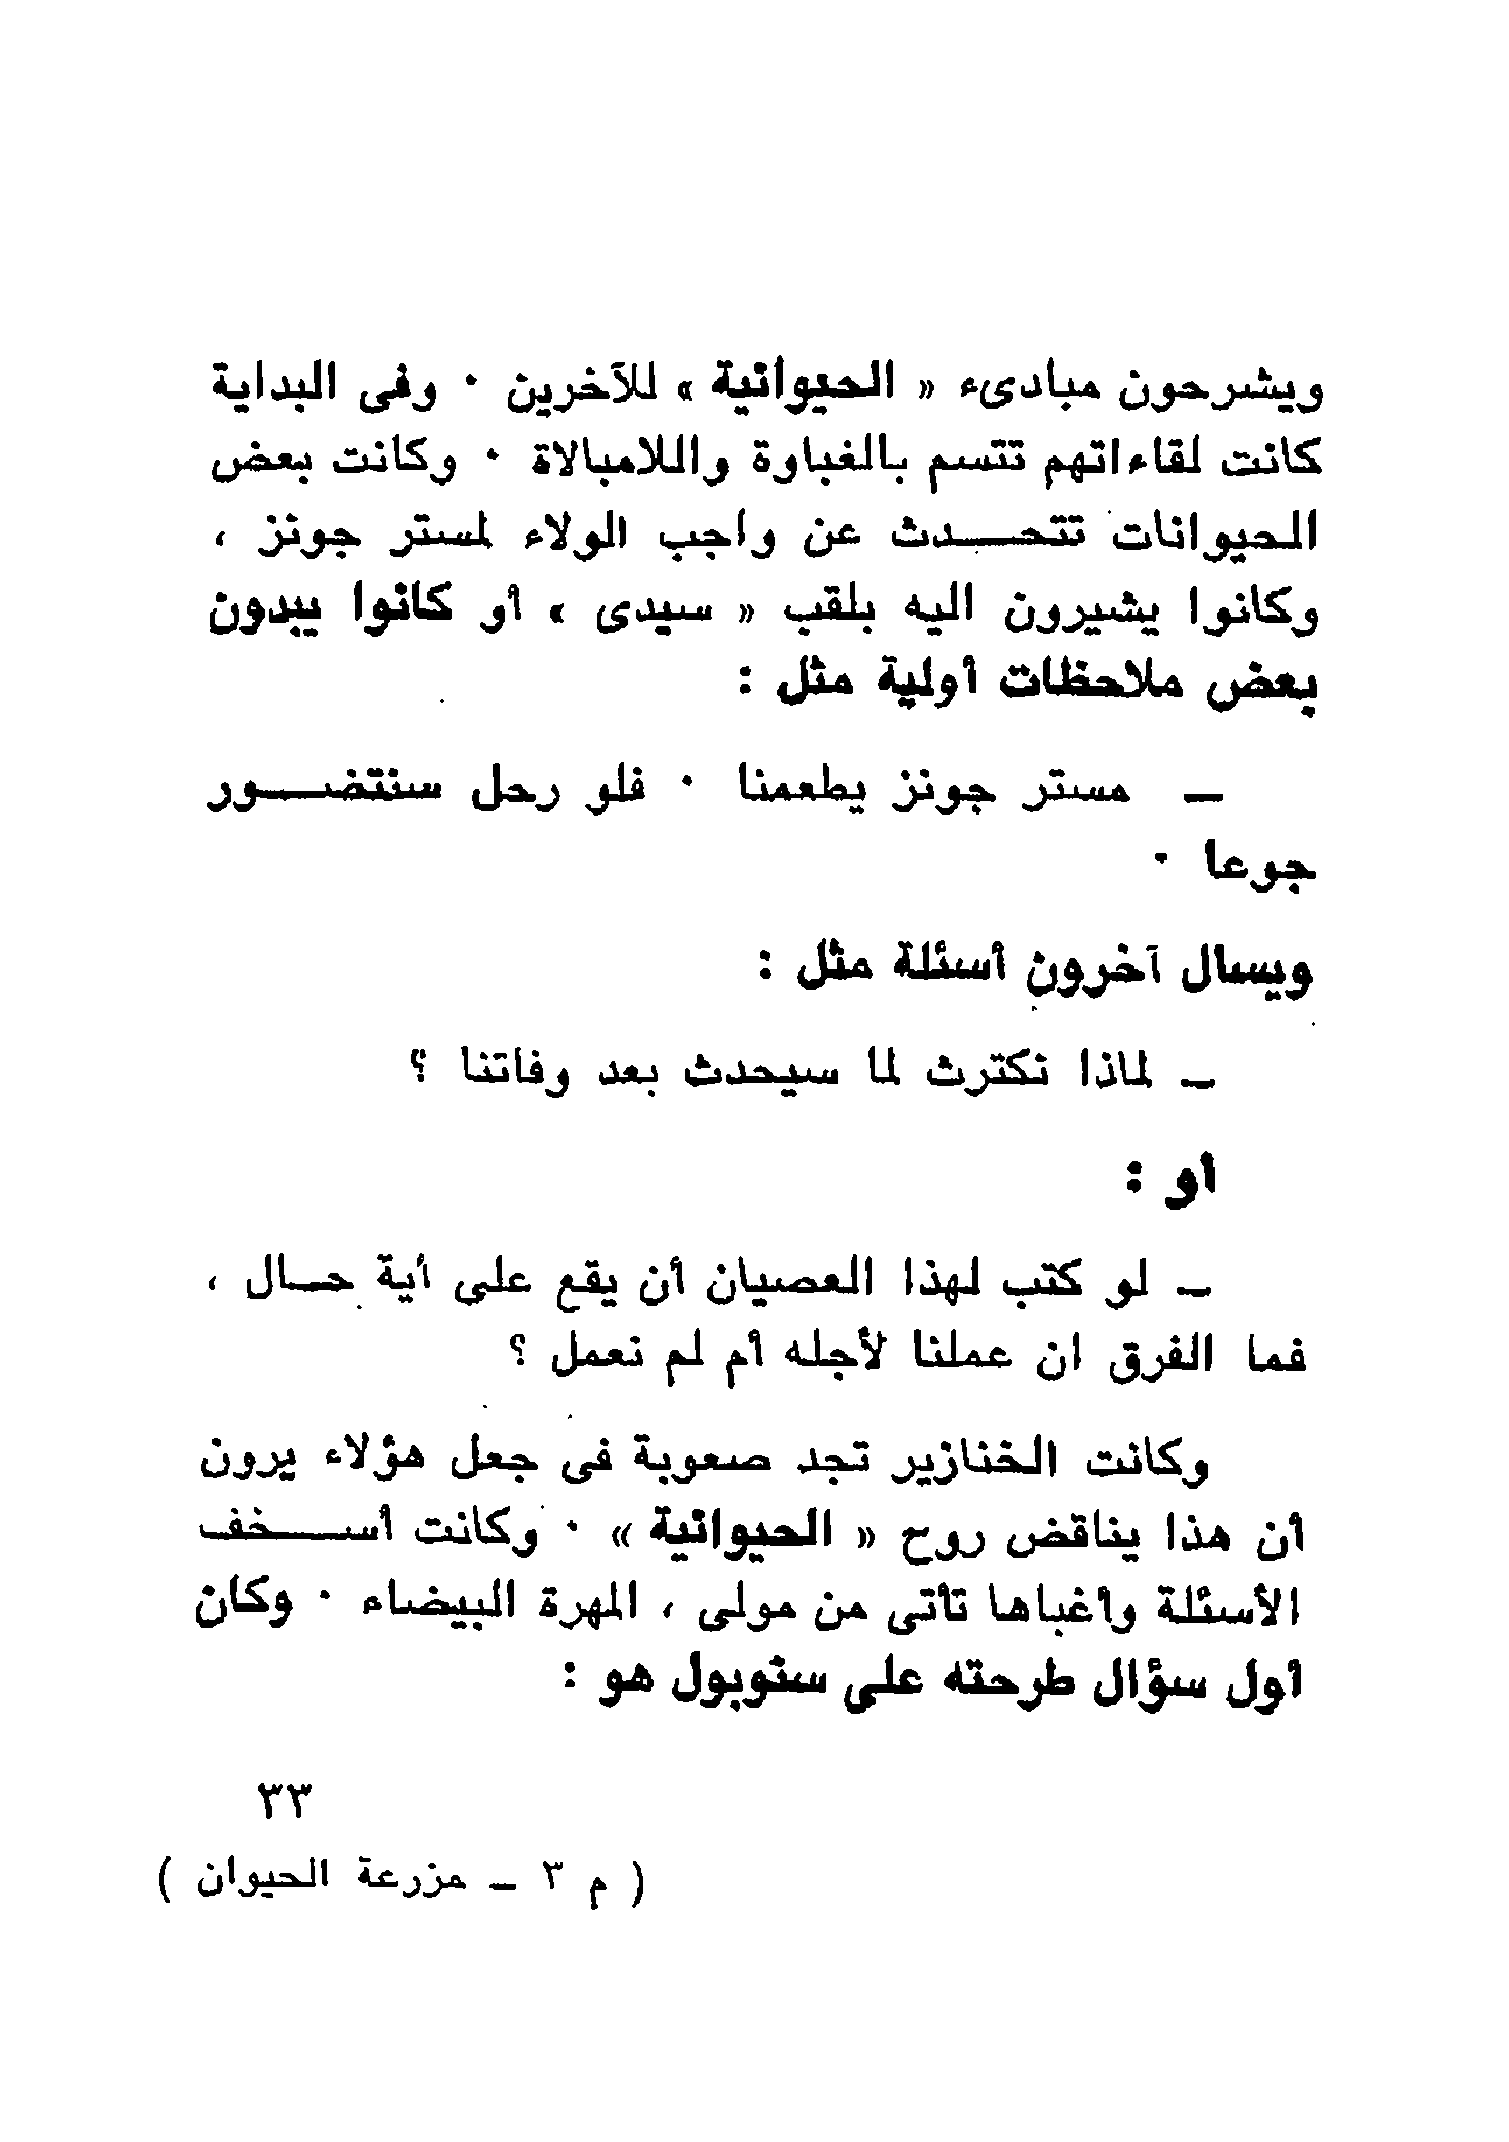 ويشرحون مبادىء « الحيوانية » للآخرين . وفى البداية
كانت لقاءاتهم تتسم بالغباوة واللامبالاة . وكانت بعض
الحيوانات تتحدث عن واجب الولاء لمستر جونز ،
وكانوا يشيرون اليه بلقب « سيدى » أو كانوا يبدون
بعض ملاحظات أولية مثل :
ـ مستر جونز يطعمنا . فلو رحل سنتضور
جوعا .
ويسال آخرون أسئلة مثل :
ـ لماذا نكترث لما سيحدث بعد وفاتنا ؟
او :
ـ لو كتب لهذا العصيان أن يقع على أية حال ،
فما الفرق ان عملنا لأجله أم لم نعمل ؟
وكانت الخنازير تجد صعوبة فى جعل هؤلاء يرون
أن هذا يناقض روح « الحيوانية » . وكانت أسخف
الأسئلة وأغباها تأتى من مولى ، المهرة البيضاء . وكان
أول سؤال طرحته على سنوبول هو :
٣٣
( م ٣ ـ مزرعة الحيوان )